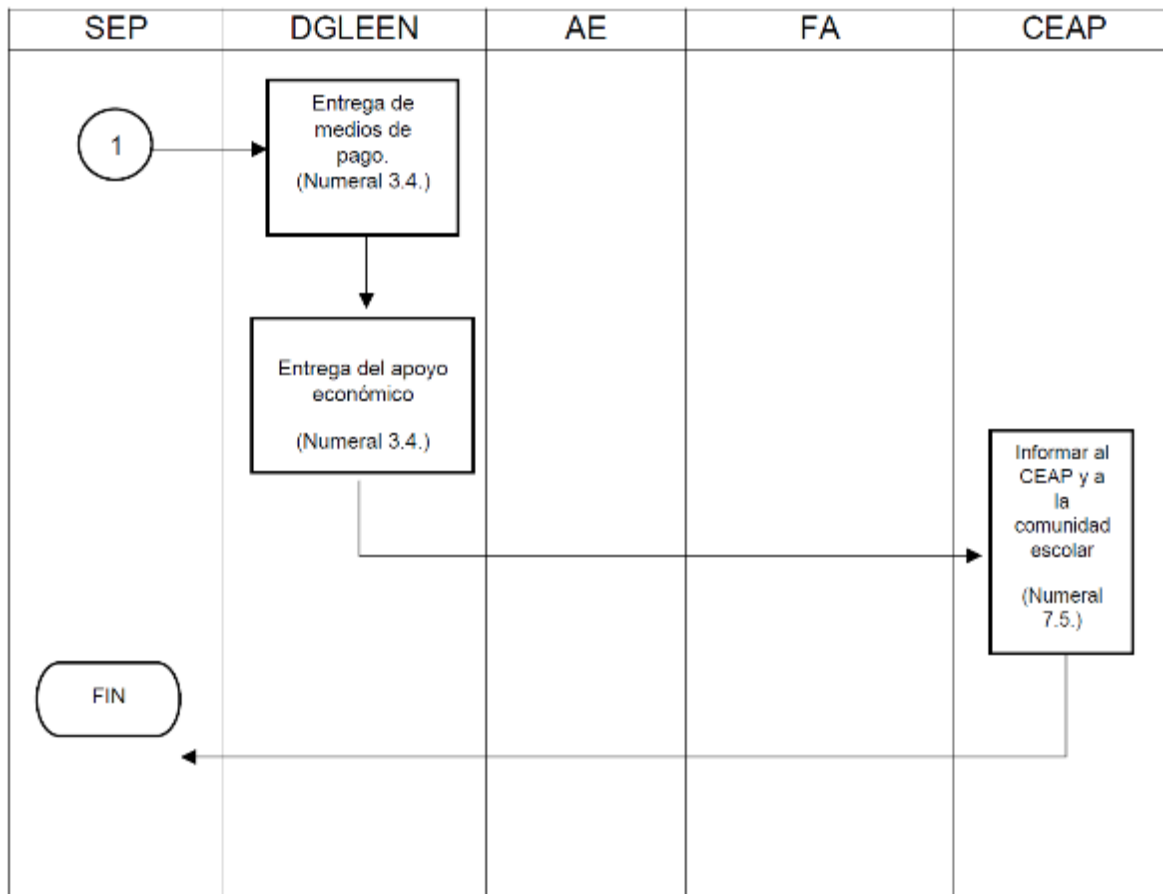 SEP DGLEEN AE FA CEAP
1
Entrega de
medios de
pago.
(Numeral 3.4.)
Entrega del apoyo
económico
(Numeral 3.4.)
Informar al
CEAP y a
la
comunidad
escolar
(Numeral
7.5.)
FIN